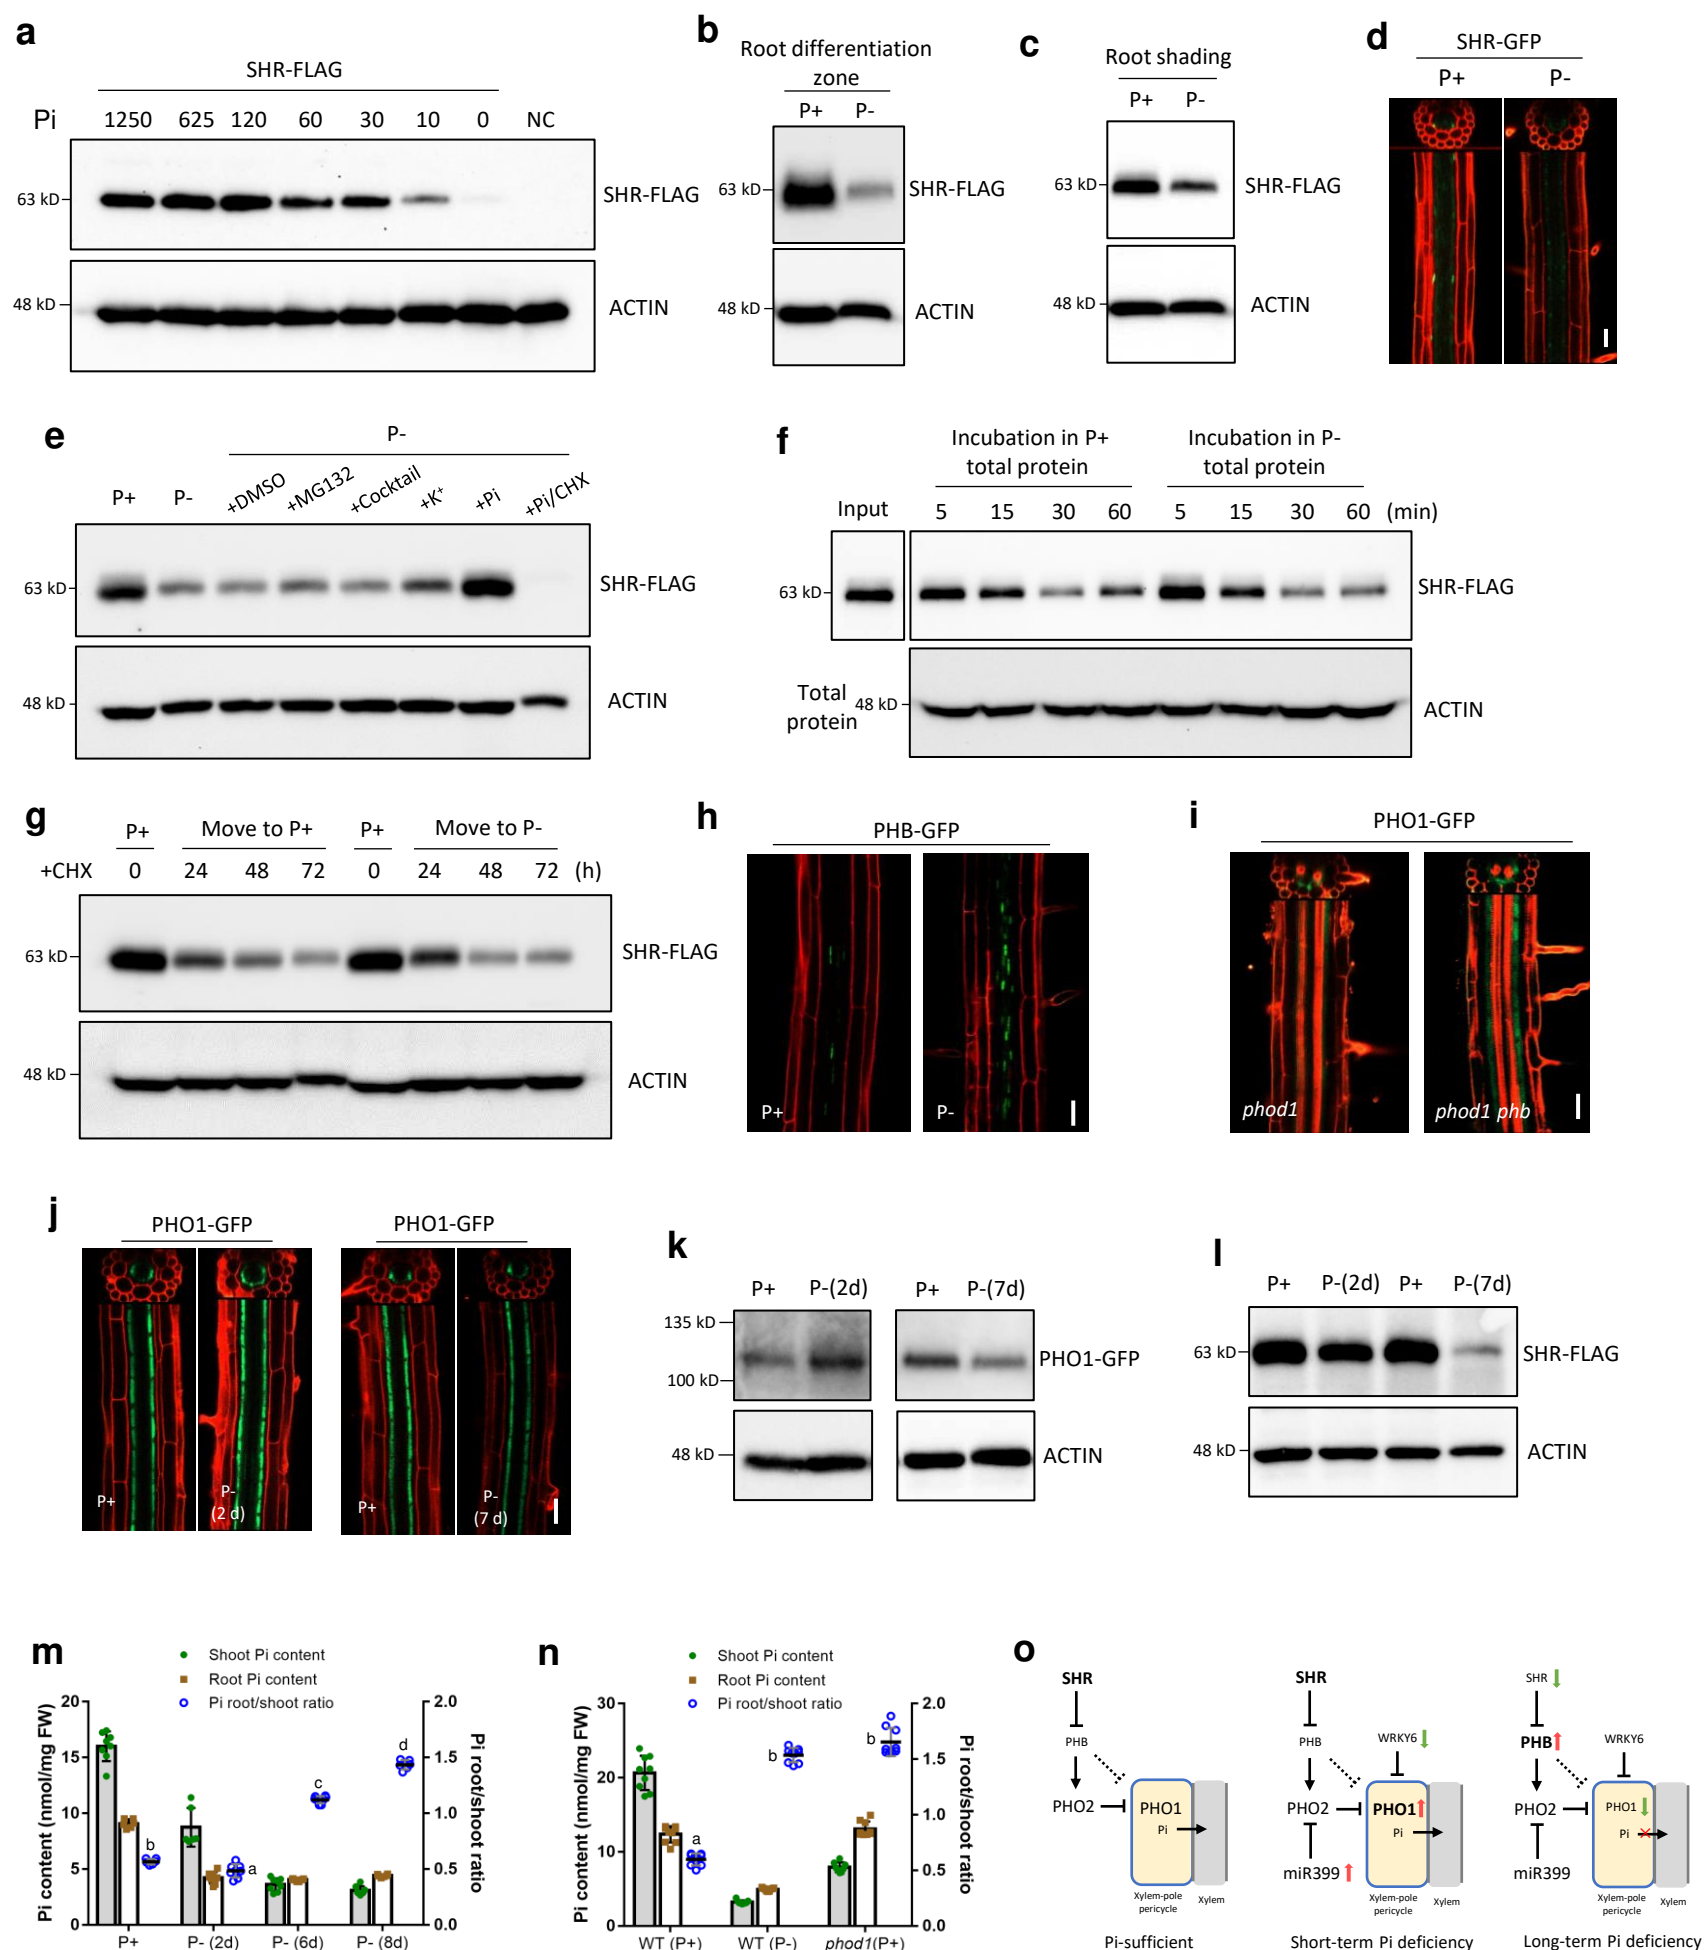 a
SHR-FLAG
Pi 1250 625 120 60 30 10 0 NC
63 kD
SHR-FLAG
48 kD
ACTIN
b
Root differentiation
zone
P+ P-
63 kD
SHR-FLAG
48 kD
ACTIN
c
Root shading
P+ P-
63 kD
SHR-FLAG
48 kD
ACTIN
d
SHR-GFP
P+ P-
e
P-
P+ P- +DMSO +MG132 +Cocktail +K+ +Pi +Pi/CHX
63 kD
SHR-FLAG
48 kD
ACTIN
f
Incubation in P+
total protein
Incubation in P-
total protein
Input 5 15 30 60 5 15 30 60 (min)
63 kD
SHR-FLAG
Total
protein
48 kD
ACTIN
g
P+ Move to P+ P+ Move to P-
+CHX 0 24 48 72 0 24 48 72 (h)
63 kD
SHR-FLAG
48 kD
ACTIN
h
PHB-GFP
P+
P-
i
PHO1-GFP
phod1
phod1 phb
j
PHO1-GFP
P+
P-
(2 d)
PHO1-GFP
P+
P-
(7 d)
k
P+ P-(2d) P+ P-(7d)
135 kD
PHO1-GFP
100 kD
48 kD
ACTIN
l
P+ P-(2d) P+ P-(7d)
63 kD
SHR-FLAG
48 kD
ACTIN
m
Shoot Pi content
Root Pi content
Pi root/shoot ratio
Pi content (nmol/mg FW)
20
15
10
5
0
2.0
1.5
1.0
0.5
0.0
Pi root/shoot ratio
b
a
c
d
P+ P- (2d) P- (6d) P- (8d)
n
Shoot Pi content
Root Pi content
Pi root/shoot ratio
Pi content (nmol/mg FW)
30
20
10
0
2.0
1.5
1.0
0.5
0.0
Pi root/shoot ratio
a
b
b
WT (P+) WT (P-) phod1(P+)
o
SHR
PHB
PHO2
PHO1
Pi
Xylem-pole
pericycle
Xylem
Pi-sufficient
SHR
PHB
WRKY6
PHO2
PHO1
Pi
miR399
Xylem-pole
pericycle
Xylem
Short-term Pi deficiency
SHR
PHB
WRKY6
PHO2
PHO1
Pi
miR399
Xylem-pole
pericycle
Xylem
Long-term Pi deficiency